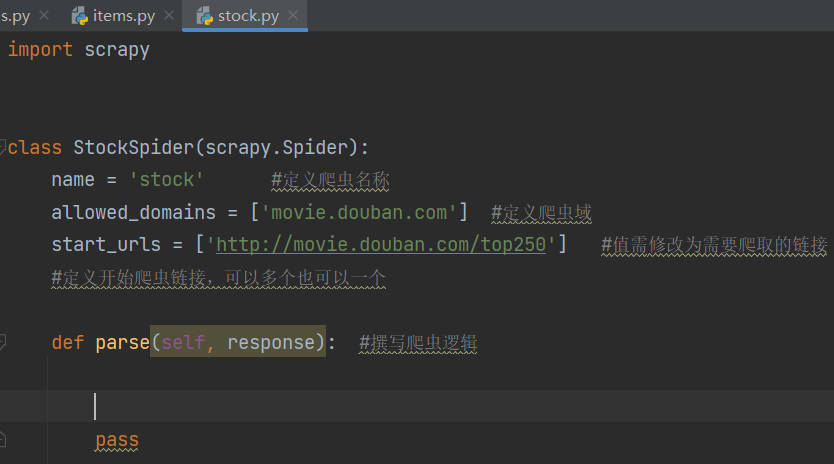 s.py items.py stock.py
import scrapy
class StockSpider(scrapy.Spider):
name = 'stock' #定义爬虫名称
allowed_domains = ['movie.douban.com'] #定义爬虫域
start_urls = ['http://movie.douban.com/top250'] #值需修改为需要爬取的链接
#定义开始爬虫链接，可以多个也可以一个
def parse(self, response): #撰写爬虫逻辑
pass